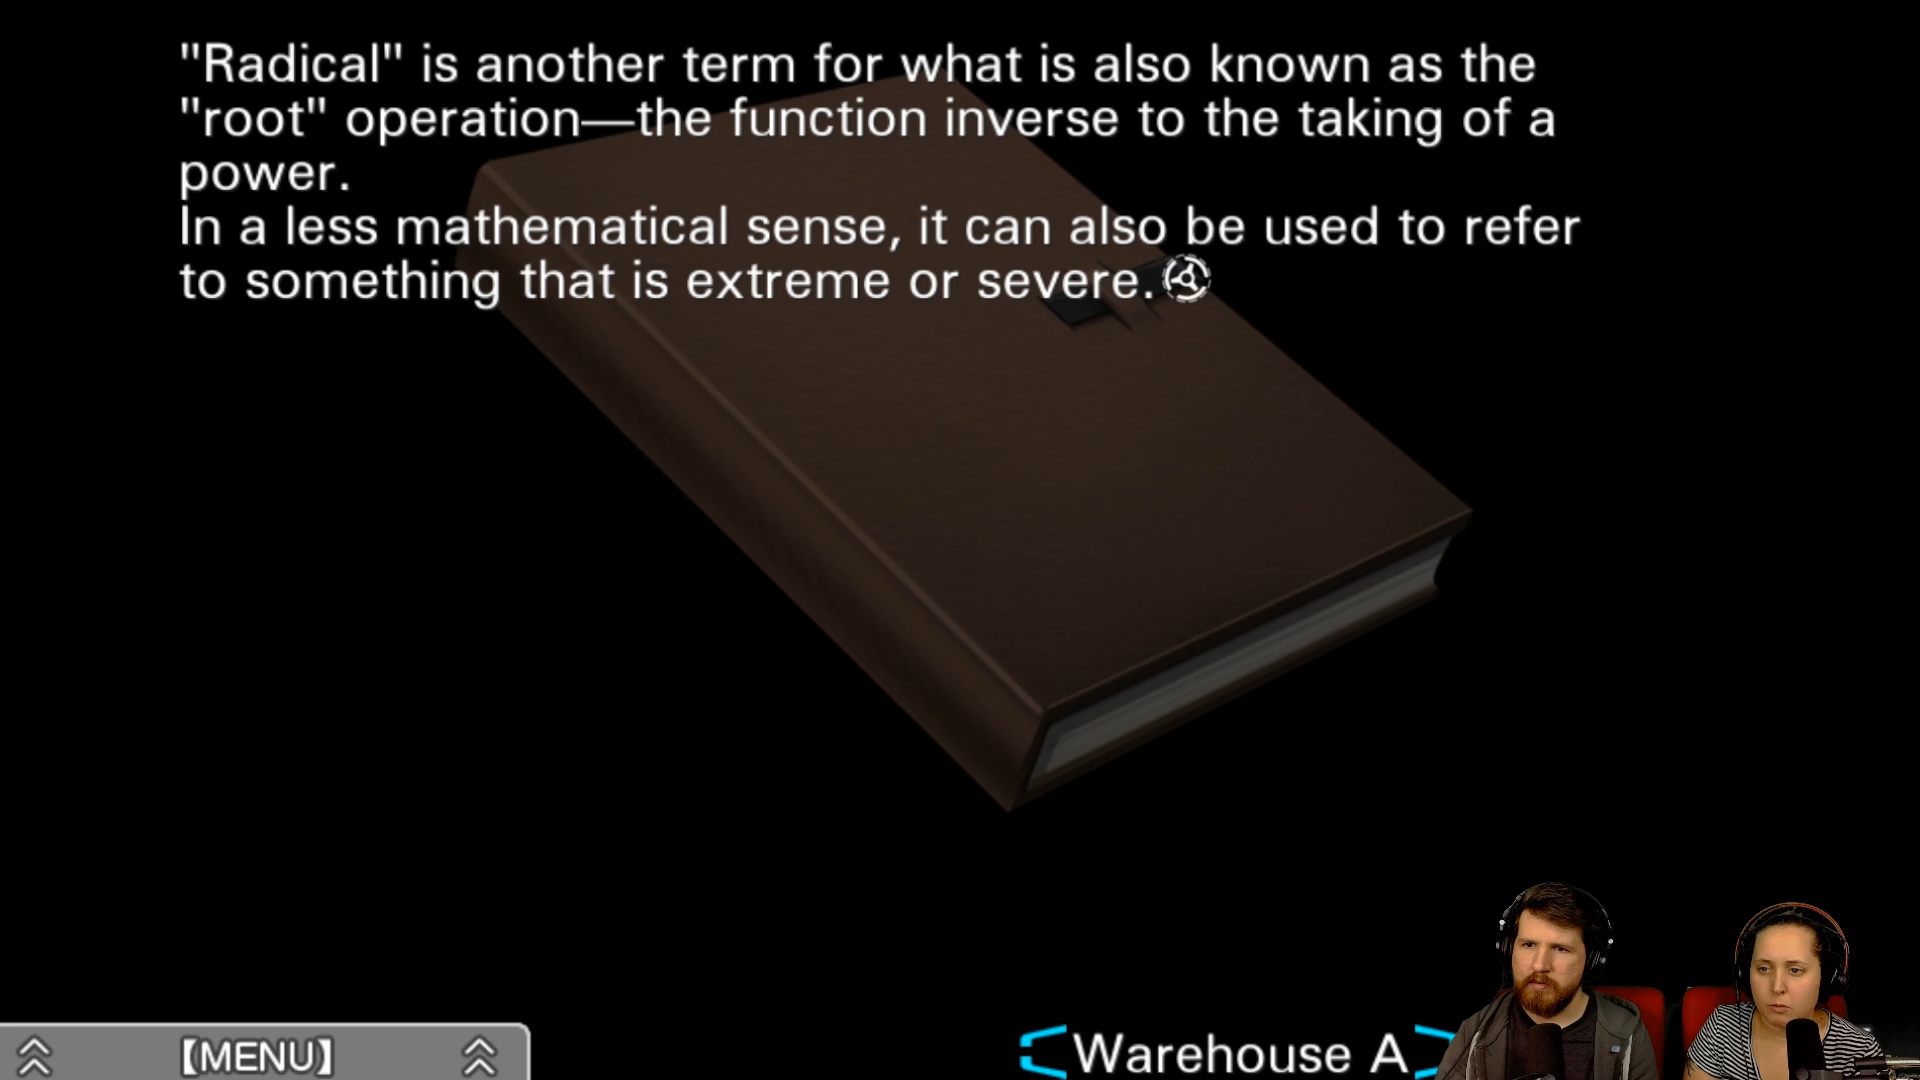 "Radical" is another term for what is also known as the
"root" operation—the function inverse to the taking of a
power.
In a less mathematical sense, it can also be used to refer
to something that is extreme or severe.
【MENU】
Warehouse A